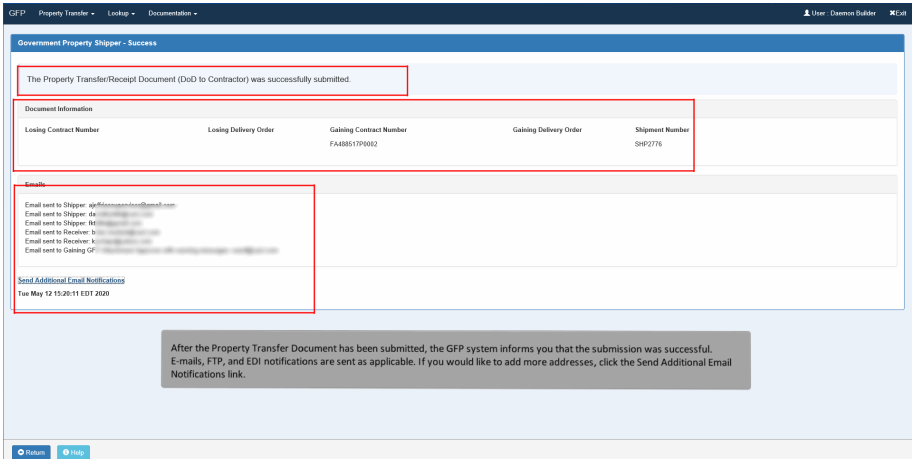 GFP Property Transfer Lookup Documentation User : Daemon Builder Exit
Government Property Shipper - Success
The Property Transfer/Receipt Document (DoD to Contractor) was successfully submitted.
Document Information
Losing Contract Number Losing Delivery Order Gaining Contract Number Gaining Delivery Order Shipment Number
FA488517P0002 SHP2776
Emails
Email sent to Shipper:
Email sent to Shipper: da
Email sent to Shipper: fkt
Email sent to Receiver: b
Email sent to Receiver: k
Email sent to Gaining GF
Send Additional Email Notifications
Tue May 12 15:20:11 EDT 2020
After the Property Transfer Document has been submitted, the GFP system informs you that the submission was successful.
E-mails, FTP, and EDI notifications are sent as applicable. If you would like to add more addresses, click the Send Additional Email
Notifications link.
Return Help